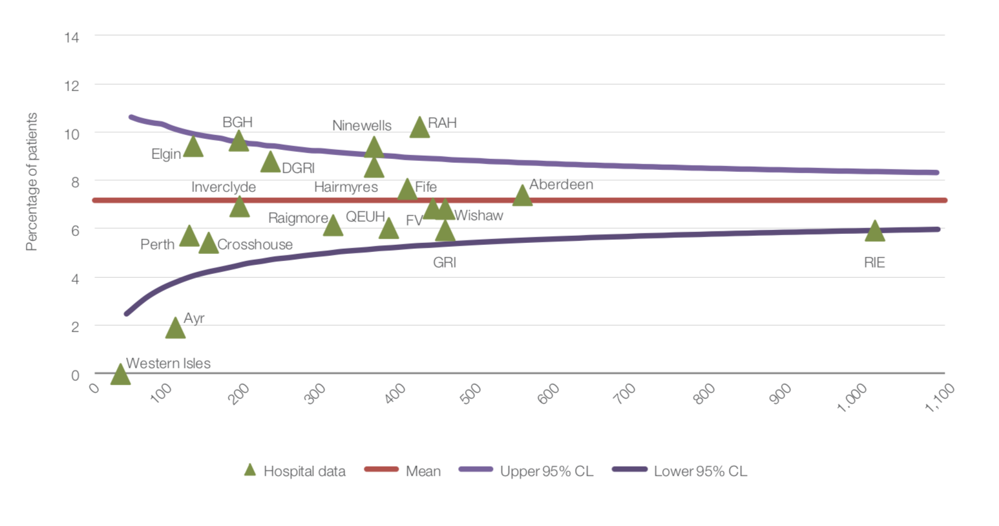 14
12
10
8
6
4
2
0
Percentage of patients
BGH
Ninewells
RAH
Elgin
DGRI
Inverclyde
Hairmyres
Fife
Aberdeen
Raigmore
QEUH
FV
Wishaw
Perth
Crosshouse
GRI
RIE
Ayr
Western Isles
0
100
200
300
400
500
600
700
800
900
1.000
1,100
Hospital data
Mean
Upper 95% CL
Lower 95% CL